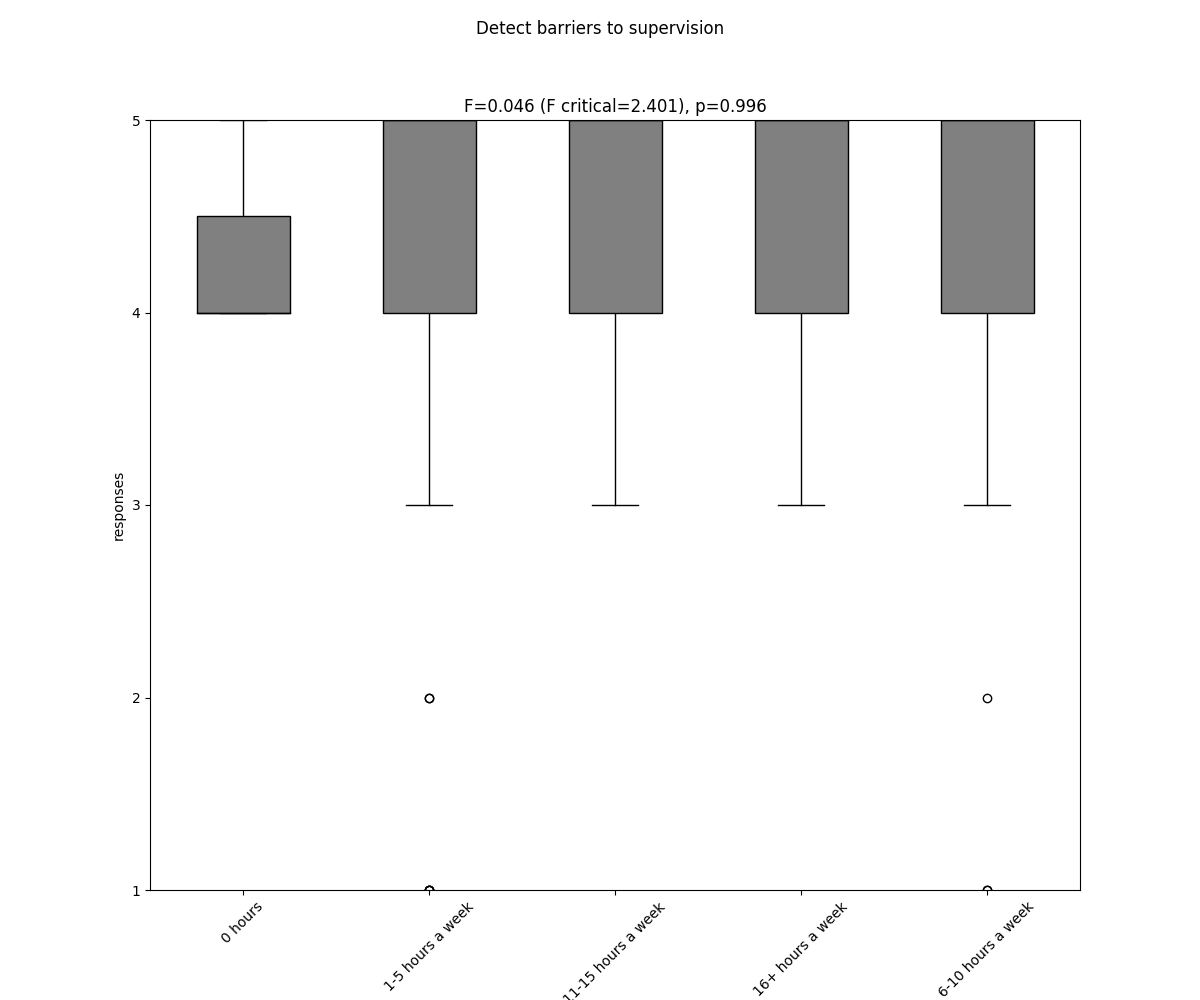 Detect barriers to supervision
F=0.046 (F critical=2.401), p=0.996
5
4
3
2
1
responses
0 hours
1-5 hours a week
11-15 hours a week
16+ hours a week
6-10 hours a week